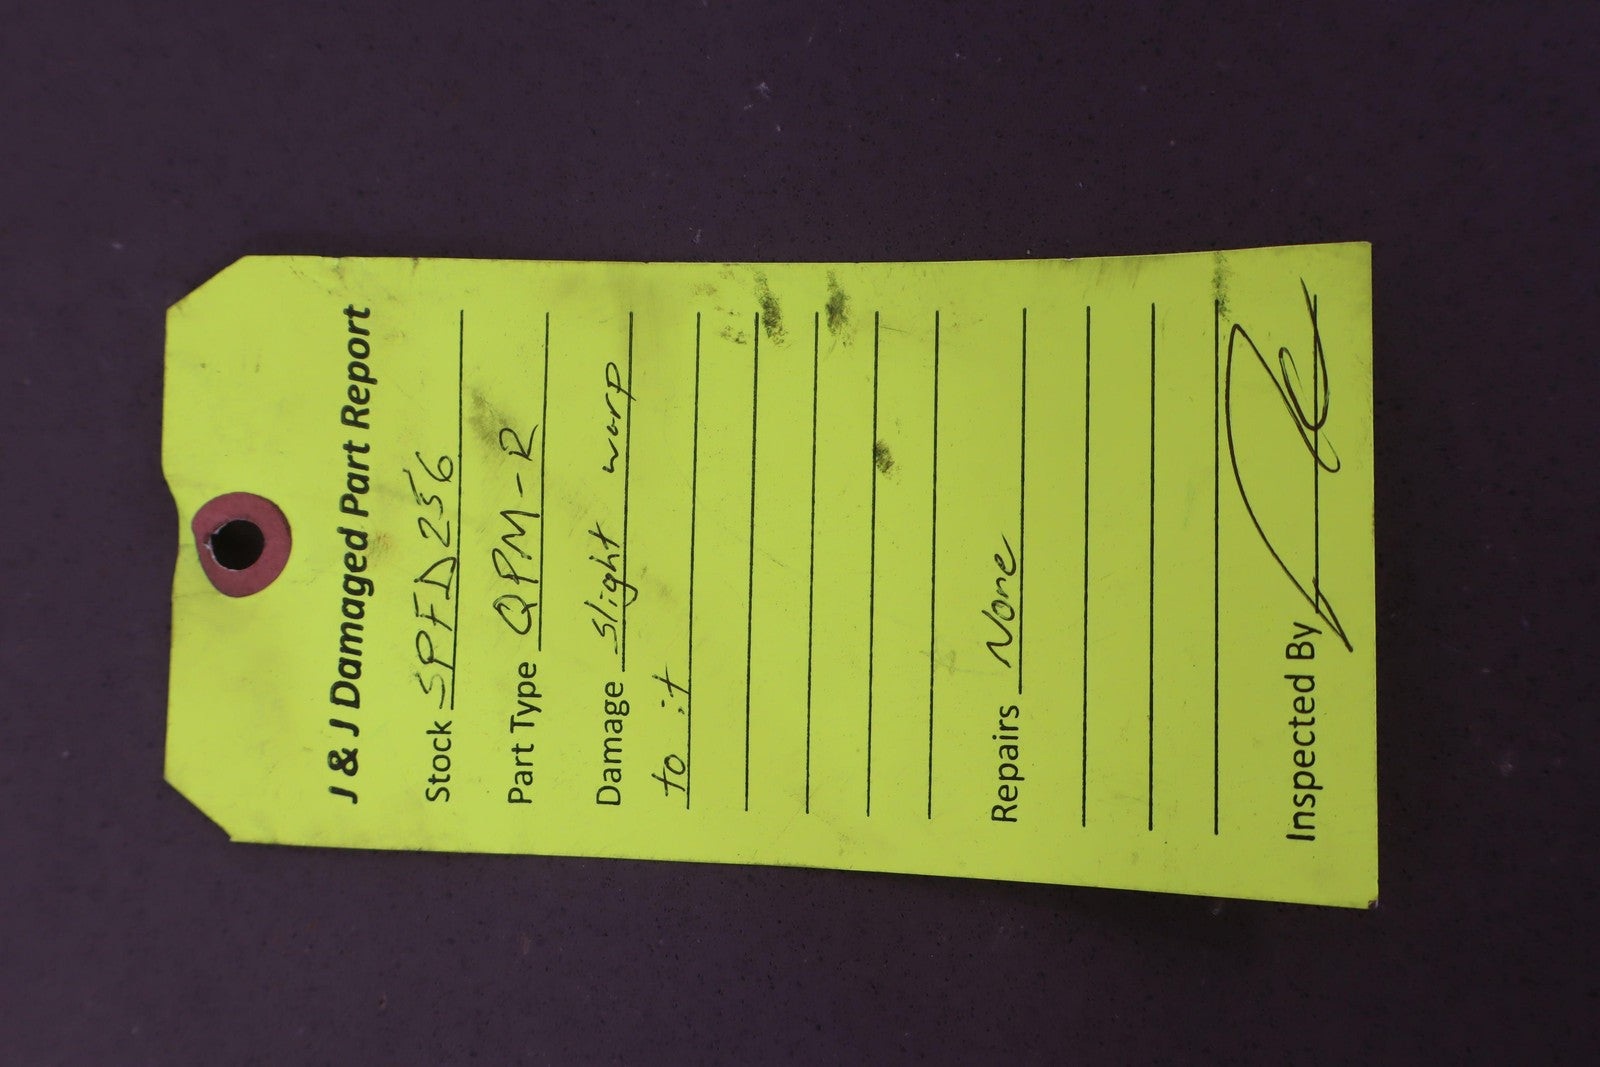 J & J Damaged Part Report
Stock SPFD256
Part Type QPM-R
Damage slight warp
to it
Repairs None
Inspected By